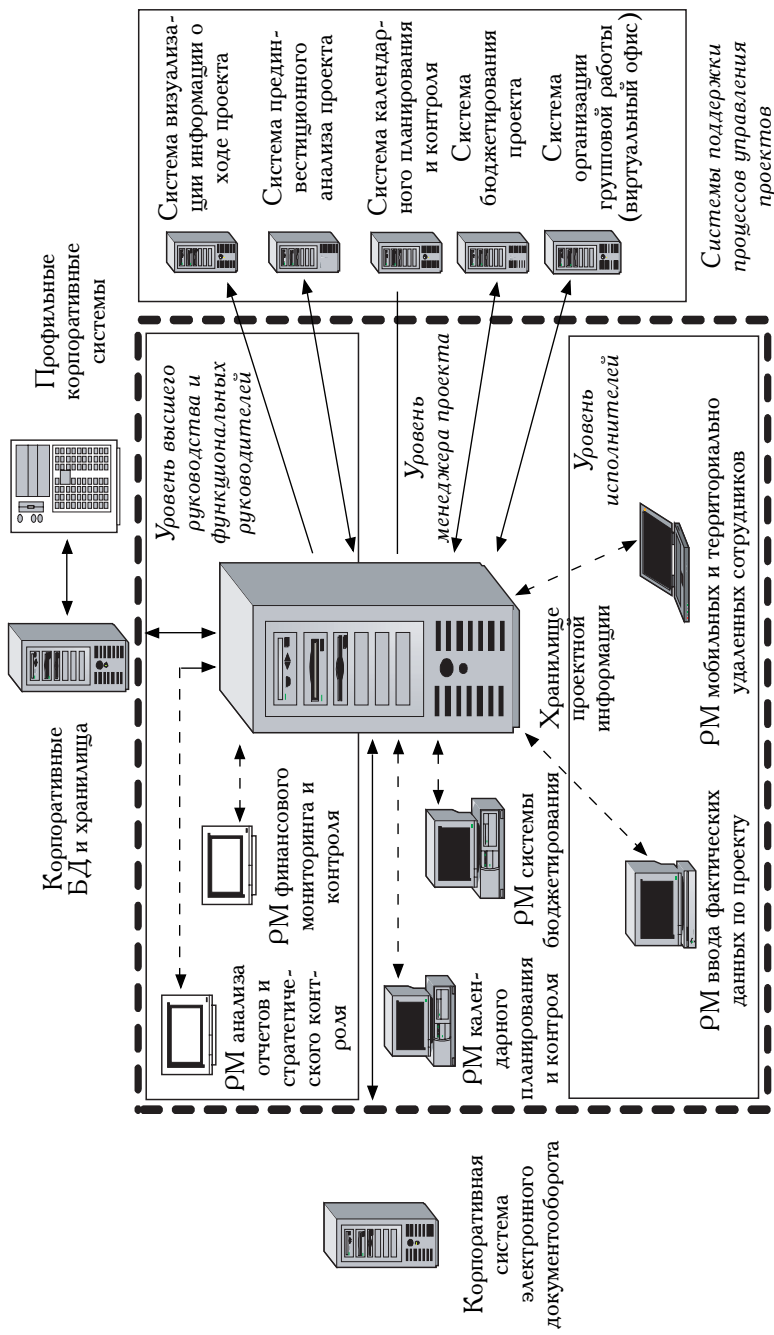 Профильные
корпоративные
системы
Корпоративные
БД и хранилища
Система визуализа-
ции информации о
ходе проекта
Система предин-
вестиционного
анализа проекта
Система календар-
ного планирования
и контроля
Система
бюджетирования
проекта
Система
организации
групповой работы
(виртуальный офис)
Системы поддержки
процессов управления
проектов
Уровень высшего
руководства и
функциональных
руководителей
РМ финансового
мониторинга и
контроля
РМ анализа
отчетов и
стратегиче-
ского конт-
роля
Уровень
менеджера проекта
Хранилище
проектной
информации
РМ системы
бюджетирования
РМ кален-
дарного
планирования
и контроля
Уровень
исполнителей
РМ мобильных и территориально
удаленных сотрудников
РМ ввода фактических
данных по проекту
Корпоративная
система
электронного
документооборота